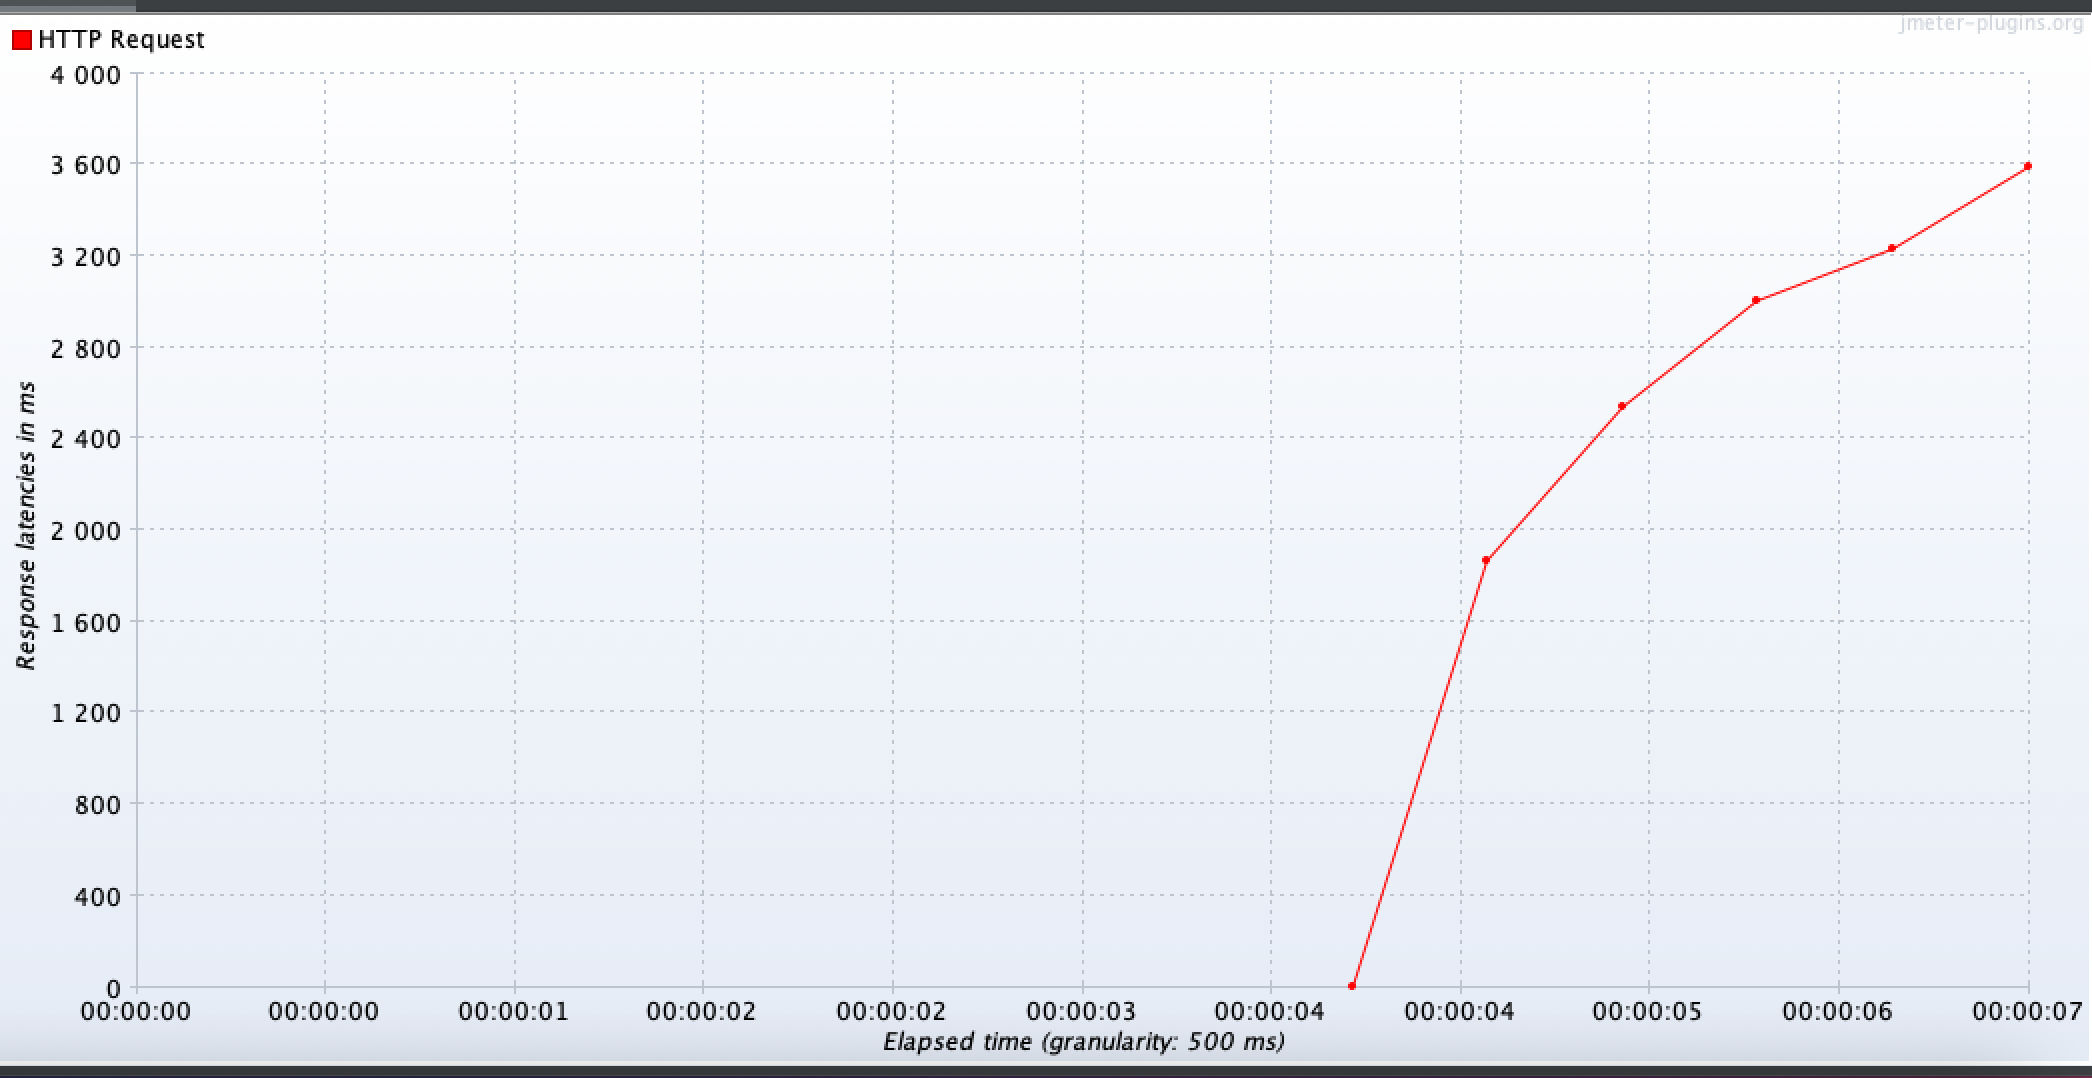 jmeter-plugins.org
HTTP Request
4 000
3 600
3 200
2 800
2 400
2 000
1 600
1 200
800
400
0
Response latencies in ms
00:00:00 00:00:00 00:00:01 00:00:02 00:00:02 00:00:03 00:00:04 00:00:04 00:00:05 00:00:06 00:00:07
Elapsed time (granularity: 500 ms)